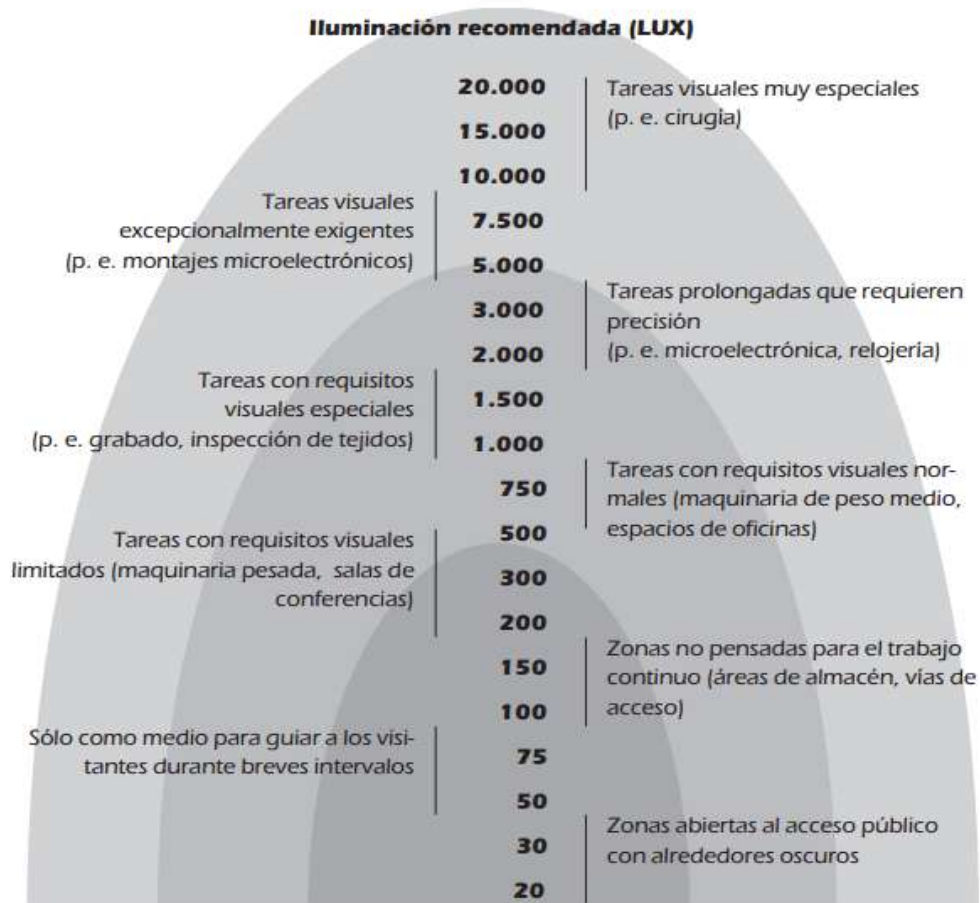 Iluminación recomendada (LUX)
20.000
15.000
10.000
7.500
5.000
3.000
2.000
1.500
1.000
750
500
300
200
150
100
75
50
30
20
Tareas visuales muy especiales
(p. e. cirugía)
Tareas visuales
excepcionalmente exigentes
(p. e. montajes microelectrónicos)
Tareas prolongadas que requieren
precisión
(p. e. microelectrónica, relojería)
Tareas con requisitos
visuales especiales
(p. e. grabado, inspección de tejidos)
Tareas con requisitos visuales nor-
males (maquinaria de peso medio,
espacios de oficinas)
Tareas con requisitos visuales
limitados (maquinaria pesada, salas de
conferencias)
Zonas no pensadas para el trabajo
continuo (áreas de almacén, vías de
acceso)
Sólo como medio para guiar a los visi-
tantes durante breves intervalos
Zonas abiertas al acceso público
con alrededores oscuros